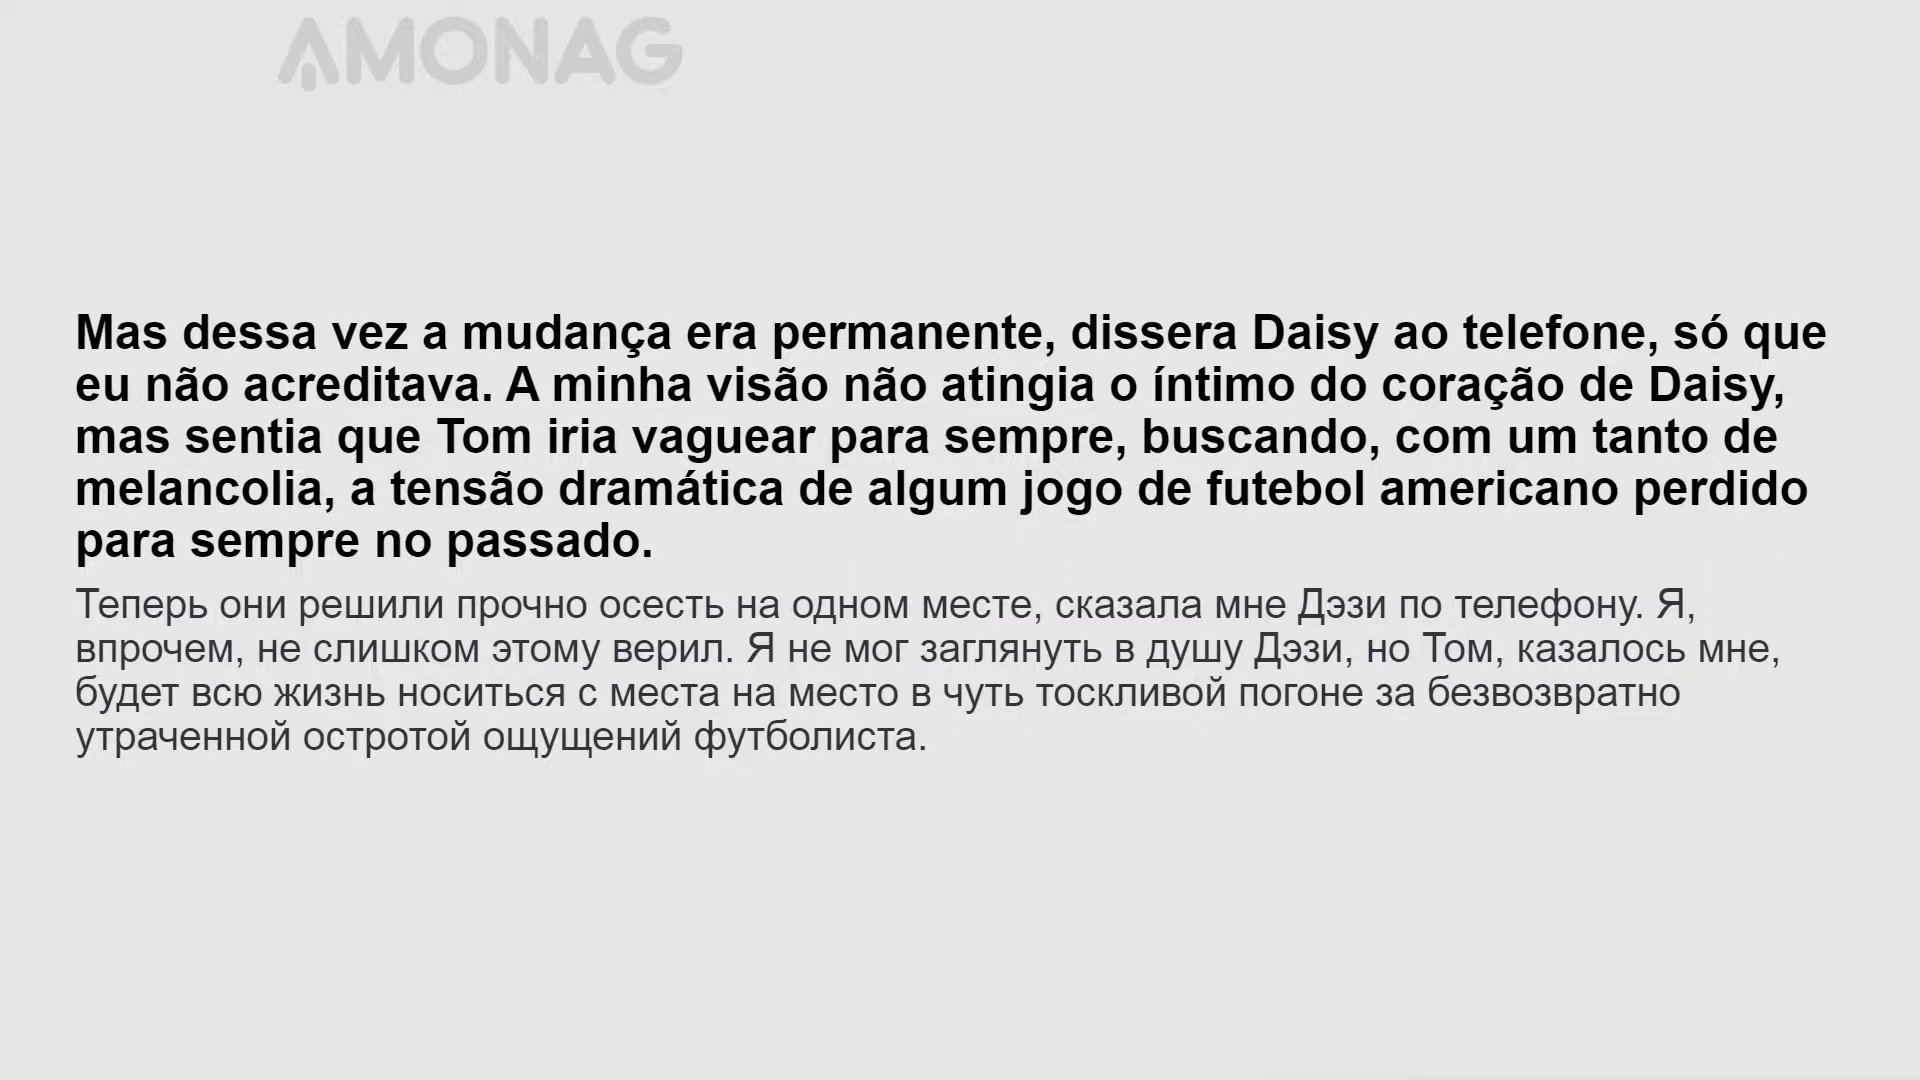 AMONAG
Mas dessa vez a mudança era permanente, dissera Daisy ao telefone, só que
eu não acreditava. A minha visão não atingia o íntimo do coração de Daisy,
mas sentia que Tom iria vaguear para sempre, buscando, com um tanto de
melancolia, a tensão dramática de algum jogo de futebol americano perdido
para sempre no passado.
Теперь они решили прочно осесть на одном месте, сказала мне Дэзи по телефону. Я,
впрочем, не слишком этому верил. Я не мог заглянуть в душу Дэзи, но Том, казалось мне,
будет всю жизнь носиться с места на место в чуть тоскливой погоне за безвозвратно
утраченной остротой ощущений футболиста.